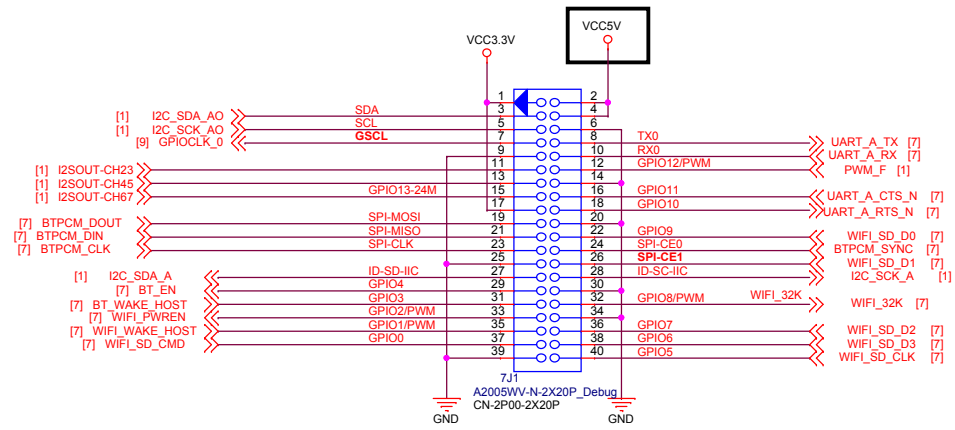 VCC5V
VCC3.3V
1 2
[1] I2C_SDA_AO SDA 3 4
[1] I2C_SCK_AO SCL 5 6
[9] GPIOCLK_0 GSCL 7 8 TX0 UART_A_TX [7]
9 10 RX0 UART_A_RX [7]
[1] I2SOUT-CH23 11 12 GPIO12/PWM PWM_F [1]
[1] I2SOUT-CH45 13 14
[1] I2SOUT-CH67 GPIO13-24M 15 16 GPIO11 UART_A_CTS_N [7]
17 18 GPIO10 UART_A_RTS_N [7]
[7] BTPCM_DOUT SPI-MOSI 19 20
[7] BTPCM_DIN SPI-MISO 21 22 GPIO9 WIFI_SD_D0 [7]
[7] BTPCM_CLK SPI-CLK 23 24 SPI-CE0 BTPCM_SYNC [7]
25 26 SPI-CE1 WIFI_SD_D1 [7]
[1] I2C_SDA_A ID-SD-IIC 27 28 ID-SC-IIC I2C_SCK_A [1]
[7] BT_EN GPIO4 29 30
[7] BT_WAKE_HOST GPIO3 31 32 GPIO8/PWM WIFI_32K WIFI_32K [7]
[7] WIFI_PWREN GPIO2/PWM 33 34
[7] WIFI_WAKE_HOST GPIO1/PWM 35 36 GPIO7 WIFI_SD_D2 [7]
[7] WIFI_SD_CMD GPIO0 37 38 GPIO6 WIFI_SD_D3 [7]
39 40 GPIO5 WIFI_SD_CLK [7]
7J1
A2005WV-N-2X20P_Debug
CN-2P00-2X20P
GND GND